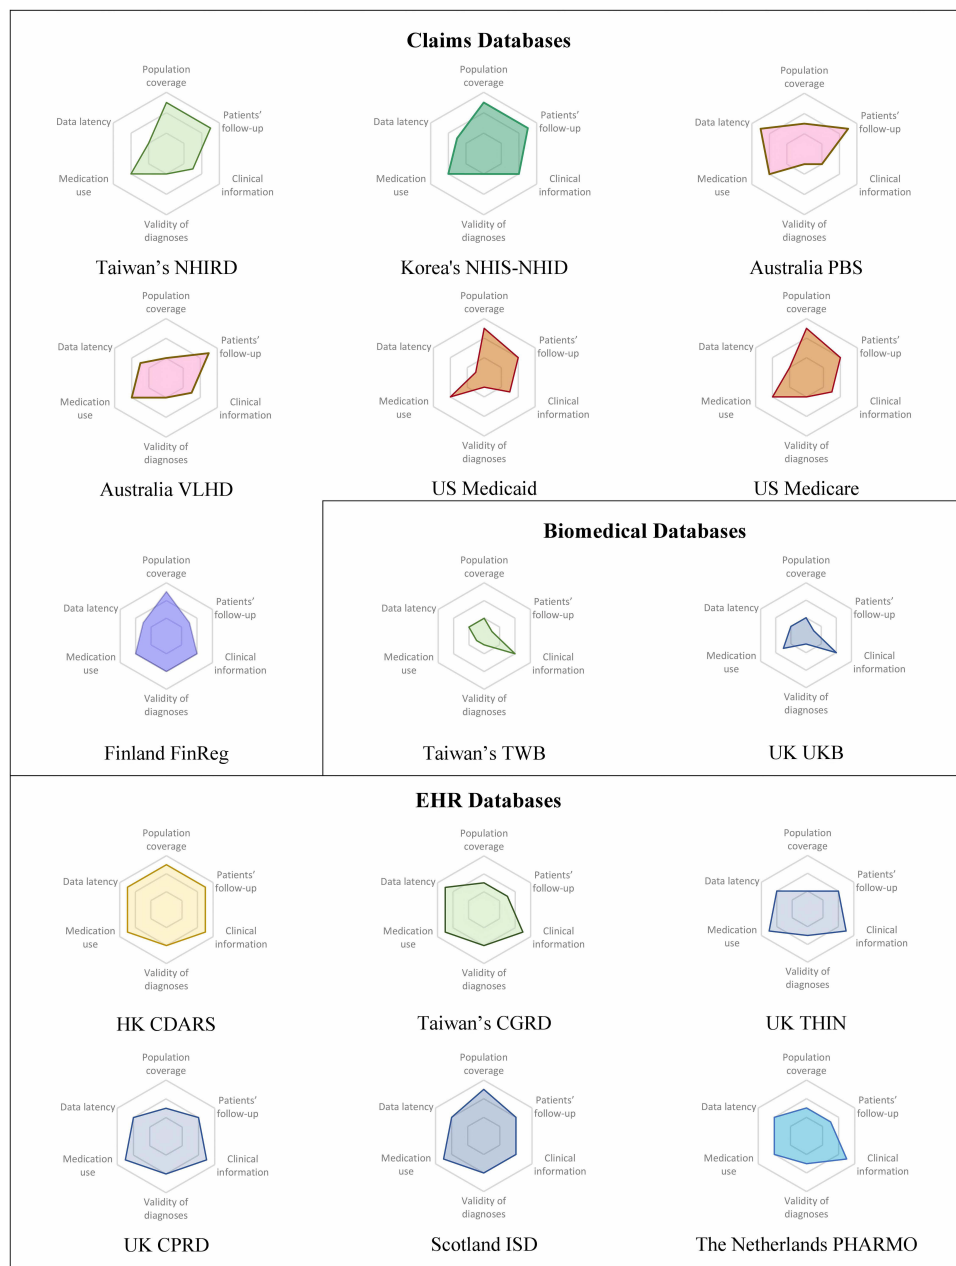 Claims Databases
Population
coverage
Patients'
follow-up
Clinical
information
Validity of
diagnoses
Medication
use
Data latency
Taiwan's NHIRD
Population
coverage
Patients'
follow-up
Clinical
information
Validity of
diagnoses
Medication
use
Data latency
Korea's NHIS-NHID
Population
coverage
Patients'
follow-up
Clinical
information
Validity of
diagnoses
Medication
use
Data latency
Australia PBS
Population
coverage
Patients'
follow-up
Clinical
information
Validity of
diagnoses
Medication
use
Data latency
Australia VLHD
Population
coverage
Patients'
follow-up
Clinical
information
Validity of
diagnoses
Medication
use
Data latency
US Medicaid
Population
coverage
Patients'
follow-up
Clinical
information
Validity of
diagnoses
Medication
use
Data latency
US Medicare
Population
coverage
Patients'
follow-up
Clinical
information
Validity of
diagnoses
Medication
use
Data latency
Finland FinReg
Biomedical Databases
Population
coverage
Patients'
follow-up
Clinical
information
Validity of
diagnoses
Medication
use
Data latency
Taiwan's TWB
Population
coverage
Patients'
follow-up
Clinical
information
Validity of
diagnoses
Medication
use
Data latency
UK UKB
EHR Databases
Population
coverage
Patients'
follow-up
Clinical
information
Validity of
diagnoses
Medication
use
Data latency
HK CDARS
Population
coverage
Patients'
follow-up
Clinical
information
Validity of
diagnoses
Medication
use
Data latency
Taiwan's CGRD
Population
coverage
Patients'
follow-up
Clinical
information
Validity of
diagnoses
Medication
use
Data latency
UK THIN
Population
coverage
Patients'
follow-up
Clinical
information
Validity of
diagnoses
Medication
use
Data latency
UK CPRD
Population
coverage
Patients'
follow-up
Clinical
information
Validity of
diagnoses
Medication
use
Data latency
Scotland ISD
Population
coverage
Patients'
follow-up
Clinical
information
Validity of
diagnoses
Medication
use
Data latency
The Netherlands PHARMO